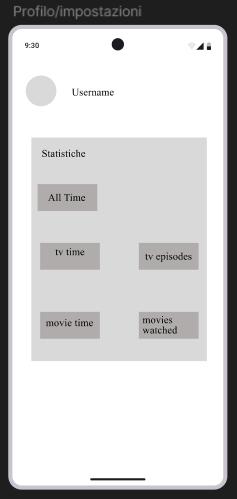 Profilo/impostazioni
9:30
Username
Statistiche
All Time
tv time
tv episodes
movie time
movies
watched